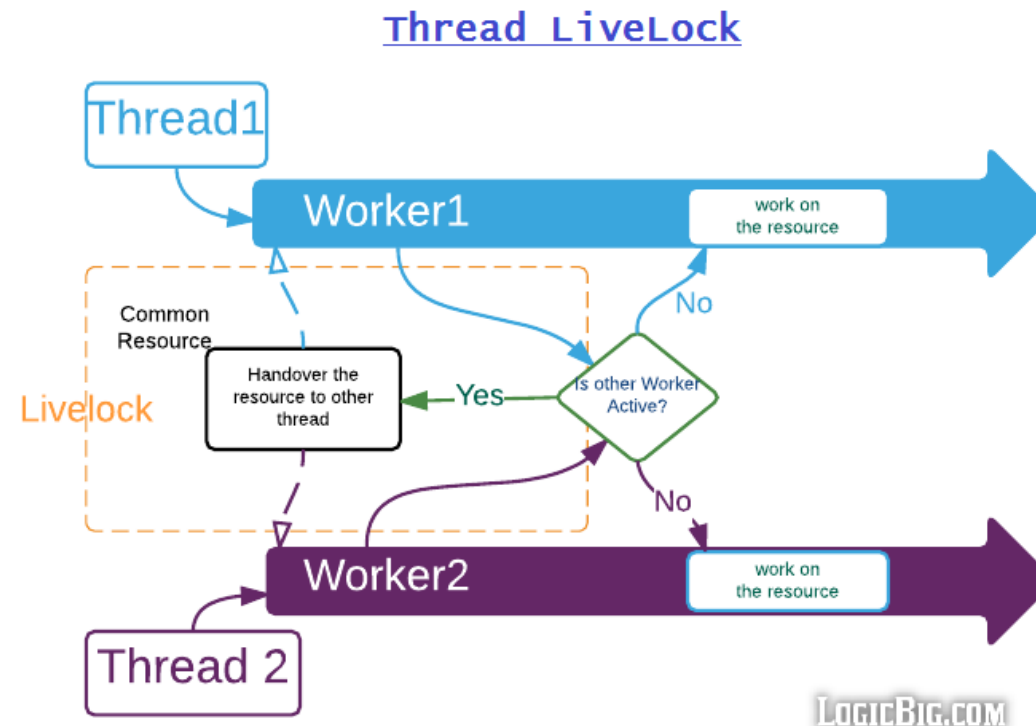 Thread LiveLock
Thread1
Worker1
work on
the resource
Common
Resource
No
Handover the
resource to other
thread
Yes
Is other Worker
Active?
Livelock
No
Worker2
work on
the resource
Thread 2
LogicBig.com